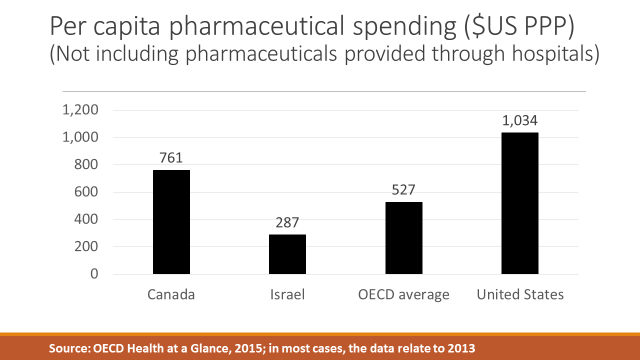 Per capita pharmaceutical spending ($US PPP)
(Not including pharmaceuticals provided through hospitals)
1,200
1,000
800
600
400
200
0
761
287
527
1,034
Canada
Israel
OECD average
United States
Source: OECD Health at a Glance, 2015; in most cases, the data relate to 2013